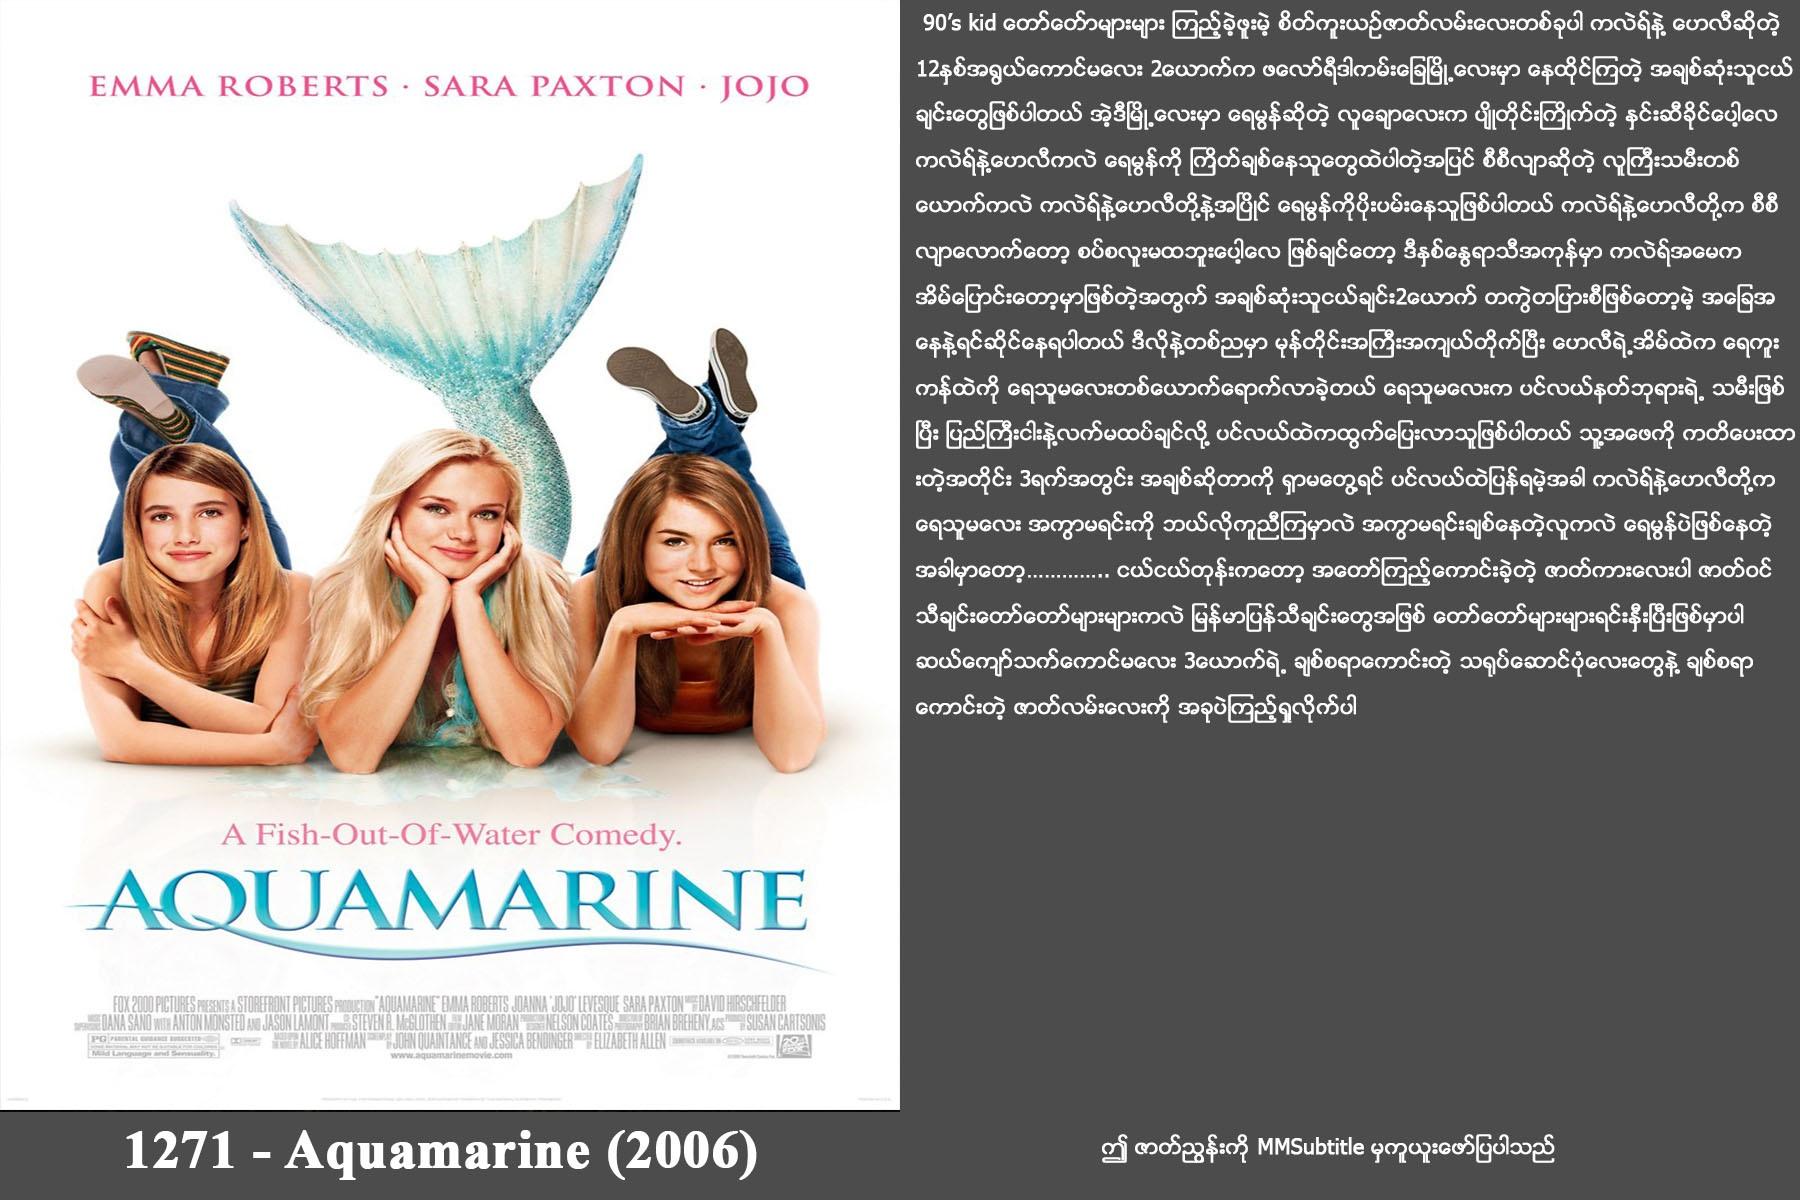 EMMA ROBERTS · SARA PAXTON · JOJO
A Fish-Out-Of-Water Comedy.
AQUAMARINE
FOX 2000 PICTURES PRESENTS A STOREFRONT PICTURES PRODUCTION "AQUAMARINE" EMMA ROBERTS JOANNA 'JOJO' LEVESQUE SARA PAXTON MUSIC BY DAVID HIRSCHFELDER
MUSIC SUPERVISORS DANA SANO WITH ANTON MONSTED AND JASON LAMONT CO-PRODUCER STEVEN R. McGLOTHEN FILM EDITOR JANE MORAN PRODUCTION DESIGNER NELSON COATES DIRECTOR OF PHOTOGRAPHY BRIAN BREHENY, ACS PRODUCED BY SUSAN CARTSONIS
PG PARENTAL GUIDANCE SUGGESTED BASED UPON THE NOVEL BY ALICE HOFFMAN SCREENPLAY BY JOHN QUAINTANCE AND JESSICA BENDINGER DIRECTED BY ELIZABETH ALLEN
Mild Language and Sensuality.
www.aquamarinemovie.com
1271 - Aquamarine (2006)
90's kid တော်တော်များများ ကြည့်ခဲ့ဖူးမဲ့ စိတ်ကူးယဉ်ဇာတ်လမ်းလေးတစ်ခုပါ ကလဲရ်နဲ့ ဟေလီဆိုတဲ့
12နှစ်အရွယ်ကောင်မလေး 2ယောက်က ဖလော်ရီဒါကမ်းခြေမြို့လေးမှာ နေထိုင်ကြတဲ့ အချစ်ဆုံးသူငယ်
ချင်းတွေဖြစ်ပါတယ် အဲ့ဒီမြို့လေးမှာ ရေမွန်ဆိုတဲ့ လူချောလေးက ပျိုတိုင်းကြိုက်တဲ့ နှင်းဆီခိုင်ပေါ့လေ
ကလဲရ်နဲ့ဟေလီကလဲ ရေမွန်ကို ကြိတ်ချစ်နေသူတွေထဲပါတဲ့အပြင် စီစီလျာဆိုတဲ့ လူကြီးသမီးတစ်
ယောက်ကလဲ ကလဲရ်နဲ့ဟေလီတို့နဲ့အပြိုင် ရေမွန်ကိုပိုးပမ်းနေသူဖြစ်ပါတယ် ကလဲရ်နဲ့ဟေလီတို့က စီစီ
လျာလောက်တော့ စပ်စလူးမထဘူးပေါ့လေ ဖြစ်ချင်တော့ ဒီနှစ်နွေရာသီအကုန်မှာ ကလဲရ်အမေက
အိမ်ပြောင်းတော့မှာဖြစ်တဲ့အတွက် အချစ်ဆုံးသူငယ်ချင်း2ယောက် တကွဲတပြားစီဖြစ်တော့မဲ့ အခြေအ
နေနဲ့ရင်ဆိုင်နေရပါတယ် ဒီလိုနဲ့တစ်ညမှာ မုန်တိုင်းအကြီးအကျယ်တိုက်ပြီး ဟေလီရဲ့အိမ်ထဲက ရေကူး
ကန်ထဲကို ရေသူမလေးတစ်ယောက်ရောက်လာခဲ့တယ် ရေသူမလေးက ပင်လယ်နတ်ဘုရားရဲ့ သမီးဖြစ်
ပြီး ပြည်ကြီးငါးနဲ့လက်မထပ်ချင်လို့ ပင်လယ်ထဲကထွက်ပြေးလာသူဖြစ်ပါတယ် သူ့အဖေကို ကတိပေးထာ
းတဲ့အတိုင်း 3ရက်အတွင်း အချစ်ဆိုတာကို ရှာမတွေ့ရင် ပင်လယ်ထဲပြန်ရမဲ့အခါ ကလဲရ်နဲ့ဟေလီတို့က
ရေသူမလေး အကွာမရင်းကို ဘယ်လိုကူညီကြမှာလဲ အကွာမရင်းချစ်နေတဲ့လူကလဲ ရေမွန်ပဲဖြစ်နေတဲ့
အခါမှာတော့............. ငယ်ငယ်တုန်းကတော့ အတော်ကြည့်ကောင်းခဲ့တဲ့ ဇာတ်ကားလေးပါ ဇာတ်ဝင်
သီချင်းတော်တော်များများကလဲ မြန်မာပြန်သီချင်းတွေအဖြစ် တော်တော်များများရင်းနှီးပြီးဖြစ်မှာပါ
ဆယ်ကျော်သက်ကောင်မလေး 3ယောက်ရဲ့ ချစ်စရာကောင်းတဲ့ သရုပ်ဆောင်ပုံလေးတွေနဲ့ ချစ်စရာ
ကောင်းတဲ့ ဇာတ်လမ်းလေးကို အခုပဲကြည့်ရှုလိုက်ပါ
ဤ ဇာတ်ညွှန်းကို MMSubtitle မှကူယူဖော်ပြပါသည်